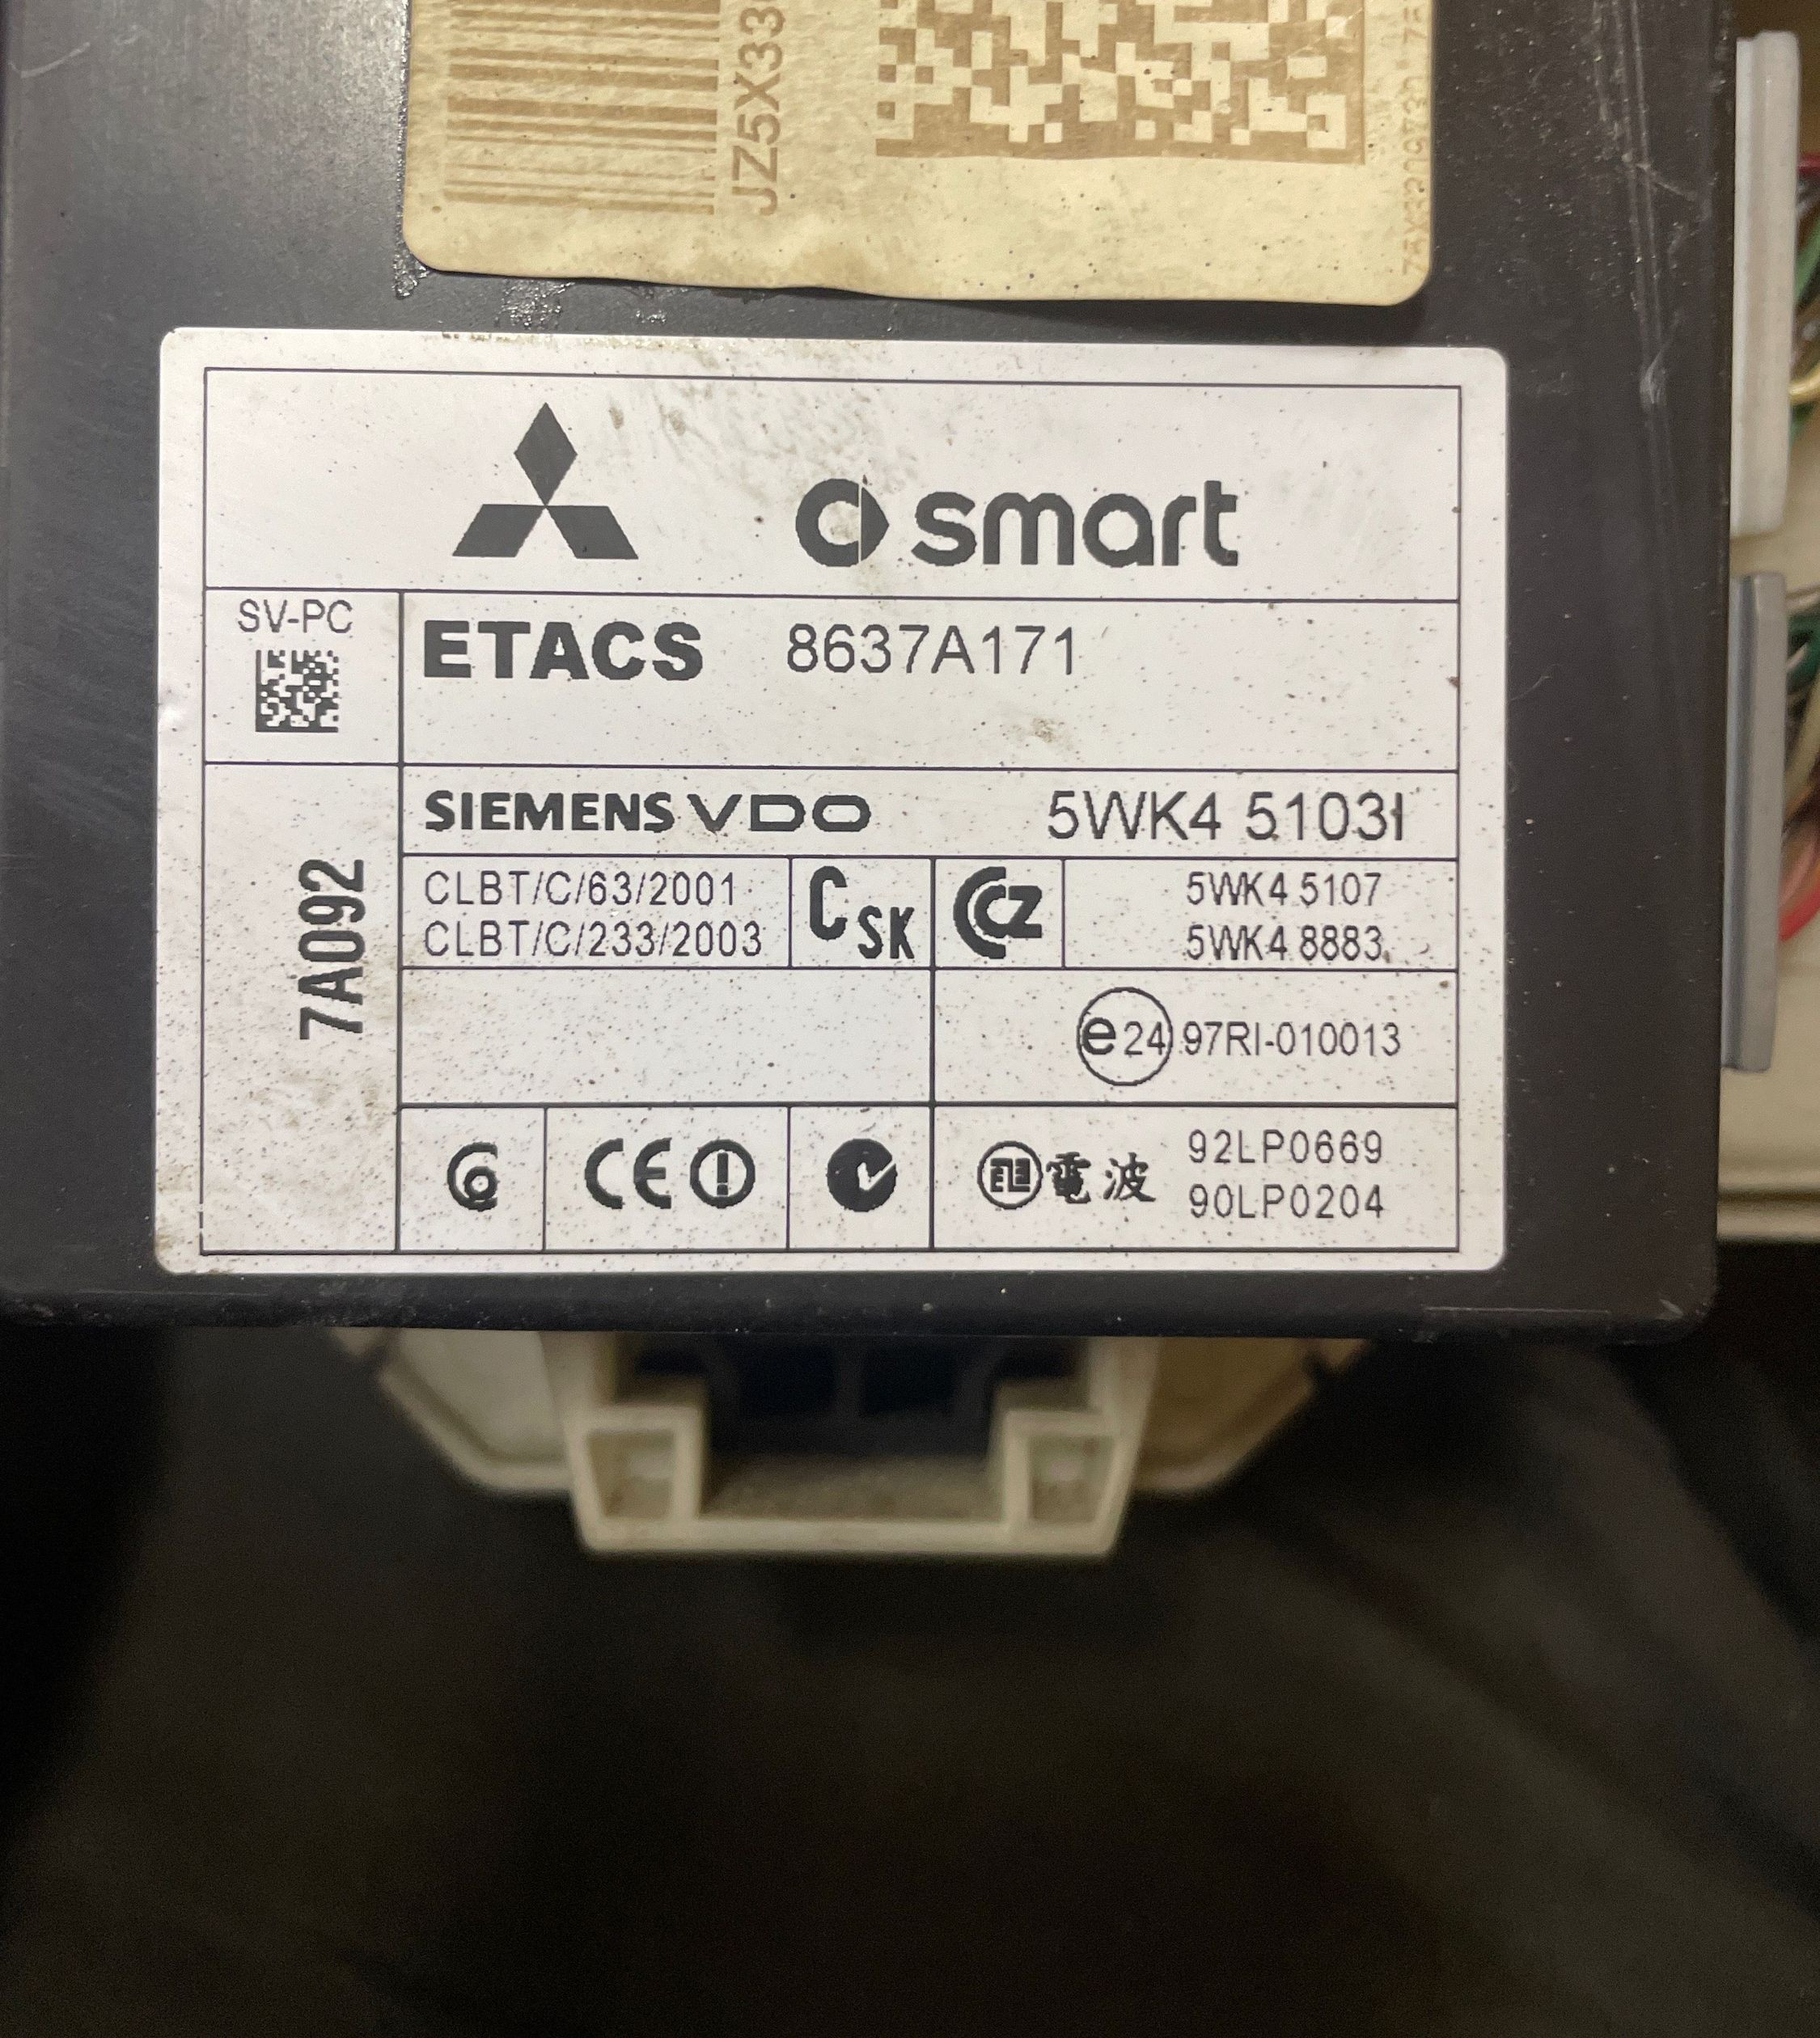 JZ5X33
smart
SV-PC
ETACS 8637A171
SIEMENS VDO 5WK4 5103I
7A092
CLBT/C/63/2001
CLBT/C/233/2003
CSK
CCZ
5WK4 5107
5WK4 8883
e24 97RI-010013
CE
電波
92LP0669
90LP0204